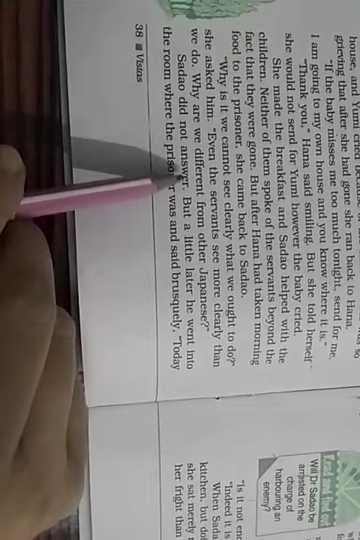 house, and Yumi cried
grieving that after she had gone she ran back to Hana.
"If the baby misses me too much tonight, send for me.
I am going to my own house and you know where it is."
"Thank you," Hana said smiling. But she told herself
she would not send for Yumi however the baby cried.
She made the breakfast and Sadao helped with the
children. Neither of them spoke of the servants beyond the
fact that they were gone. But after Hana had taken morning
food to the prisoner, she came back to Sadao.
"Why is it we cannot see clearly what we ought to do?"
she asked him. "Even the servants see more clearly than
we do. Why are we different from other Japanese?"
Sadao did not answer. But a little later he went into
the room where the prisoner was and said brusquely, "Today
38 Vistas
Read and find out
Will Dr Sadao be
arrested on the
charge of
harbouring an
enemy?
"Is it not
"Indeed it is
When Sada
kitchen, but
she sat merely
her fright than